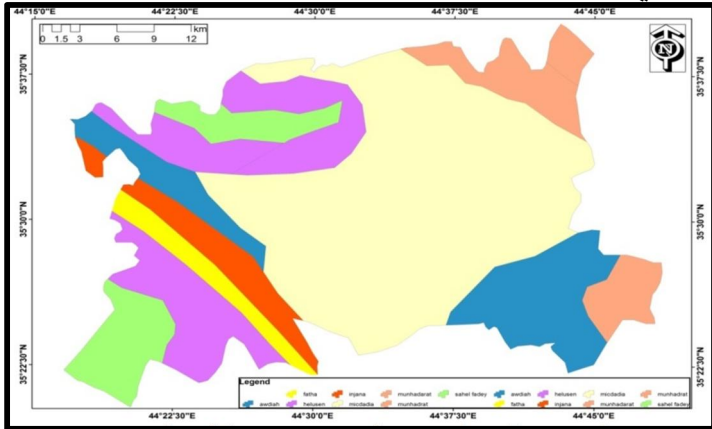 44°15'0"E 44°22'30"E 44°30'0"E 44°37'30"E 44°45'0"E
km
0 1.5 3 6 9 12
N
35°37'30"N 35°37'30"N
35°30'0"N 35°30'0"N
35°22'30"N 35°22'30"N
Legend
fatha injana munhadarat sahel fadey awdiah helusen micdadia munhadrat
awdiah helusen micdadia munhadrat fatha injana munhadarat sahel fadey
44°22'30"E 44°30'0"E 44°37'30"E 44°45'0"E